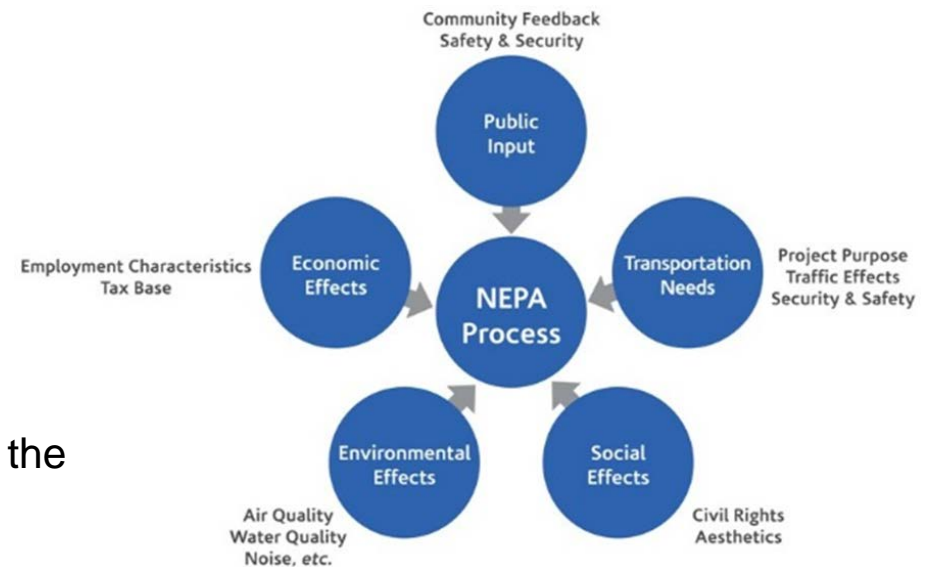 Community Feedback
Safety & Security
Public
Input
Employment Characteristics
Tax Base
Economic
Effects
NEPA
Process
Transportation
Needs
Project Purpose
Traffic Effects
Security & Safety
the
Environmental
Effects
Air Quality
Water Quality
Noise, etc.
Social
Effects
Civil Rights
Aesthetics